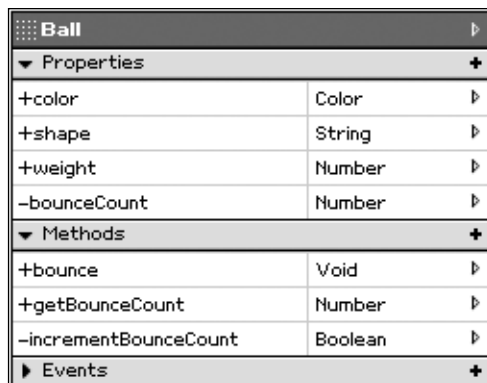 Ball
Properties +
+color Color
+shape String
+weight Number
-bounceCount Number
Methods +
+bounce Void
+getBounceCount Number
-incrementBounceCount Boolean
Events +